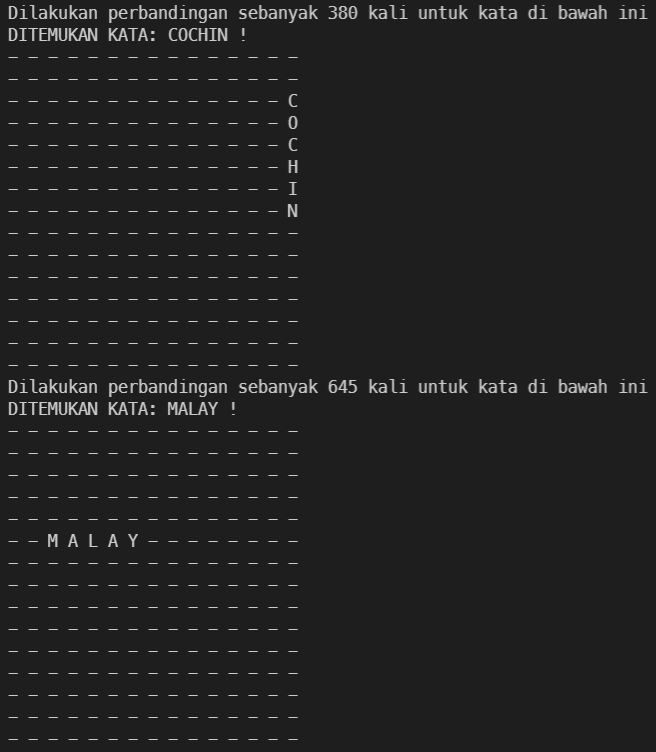 Dilakukan perbandingan sebanyak 380 kali untuk kata di bawah ini
DITEMUKAN KATA: COCHIN !
- - - - - - - - - - - - - - -
- - - - - - - - - - - - - - -
- - - - - - - - - - - - - - C
- - - - - - - - - - - - - - O
- - - - - - - - - - - - - - C
- - - - - - - - - - - - - - H
- - - - - - - - - - - - - - I
- - - - - - - - - - - - - - N
- - - - - - - - - - - - - - -
- - - - - - - - - - - - - - -
- - - - - - - - - - - - - - -
- - - - - - - - - - - - - - -
- - - - - - - - - - - - - - -
- - - - - - - - - - - - - - -
- - - - - - - - - - - - - - -
Dilakukan perbandingan sebanyak 645 kali untuk kata di bawah ini
DITEMUKAN KATA: MALAY !
- - - - - - - - - - - - - - -
- - - - - - - - - - - - - - -
- - - - - - - - - - - - - - -
- - - - - - - - - - - - - - -
- - - - - - - - - - - - - - -
- - M A L A Y - - - - - - - -
- - - - - - - - - - - - - - -
- - - - - - - - - - - - - - -
- - - - - - - - - - - - - - -
- - - - - - - - - - - - - - -
- - - - - - - - - - - - - - -
- - - - - - - - - - - - - - -
- - - - - - - - - - - - - - -
- - - - - - - - - - - - - - -
- - - - - - - - - - - - - - -